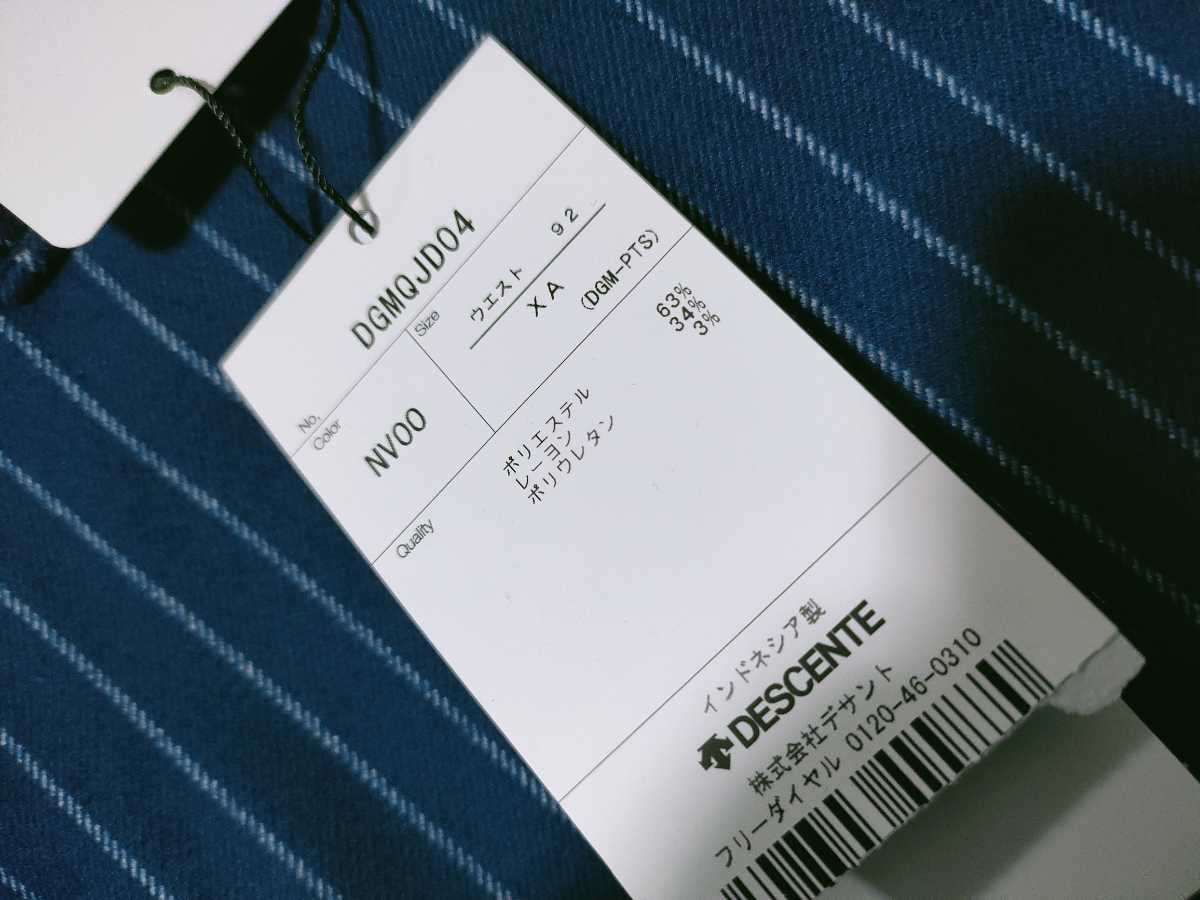 No. DGMQJD04
Color NV00
Size ウエスト 92
XA
(DGM-PTS)
Quality
ポリエステル 63%
レーヨン 34%
ポリウレタン 3%
インドネシア製
DESCENTE
株式会社デサント
フリーダイヤル 0120-46-0310